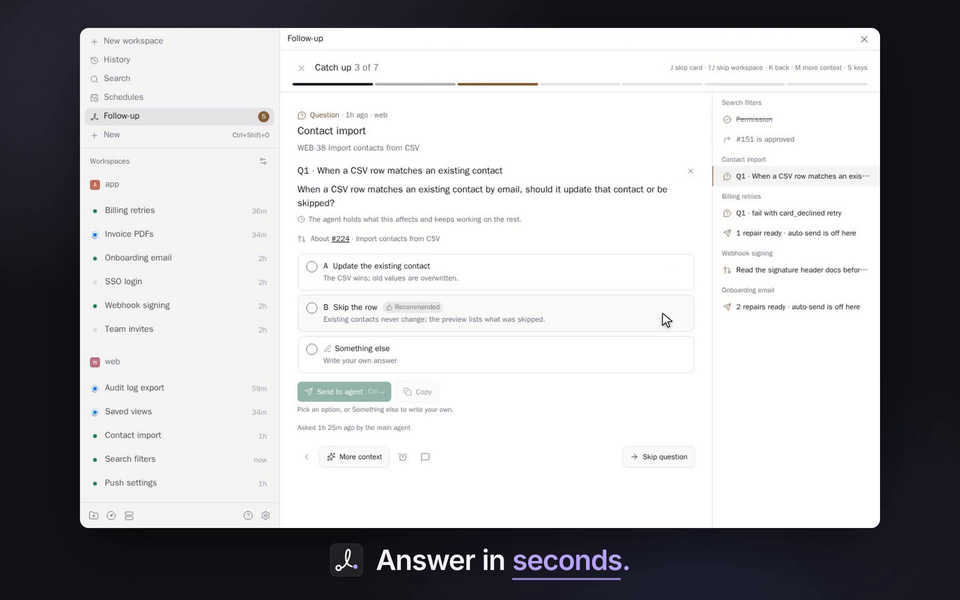 New workspace
History
Search
Schedules
Follow-up 5
New Ctrl+Shift+O
Workspaces
A app
Billing retries 36m
Invoice PDFs 34m
Onboarding email 2h
SSO login 2h
Webhook signing 2h
Team invites 2h
W web
Audit log export 59m
Saved views 34m
Contact import 1h
Search filters now
Push settings 1h
Follow-up
Catch up 3 of 7
J skip card · ⇧J skip workspace · K back · M more context · S keys
Question · 1h ago · web
Contact import
WEB-38 Import contacts from CSV
Q1 · When a CSV row matches an existing contact
When a CSV row matches an existing contact by email, should it update that contact or be
skipped?
The agent holds what this affects and keeps working on the rest.
About #224 · Import contacts from CSV
A Update the existing contact
The CSV wins; old values are overwritten.
B Skip the row Recommended
Existing contacts never change; the preview lists what was skipped.
Something else
Write your own answer
Send to agent Ctrl ⏎
Copy
Pick an option, or Something else to write your own.
Asked 1h 25m ago by the main agent
More context
Skip question
Search filters
Permission
#151 is approved
Contact import
Q1 · When a CSV row matches an exis···
Billing retries
Q1 · fail with card_declined retry
1 repair ready · auto-send is off here
Webhook signing
Read the signature header docs befor···
Onboarding email
2 repairs ready · auto-send is off here
Answer in seconds.